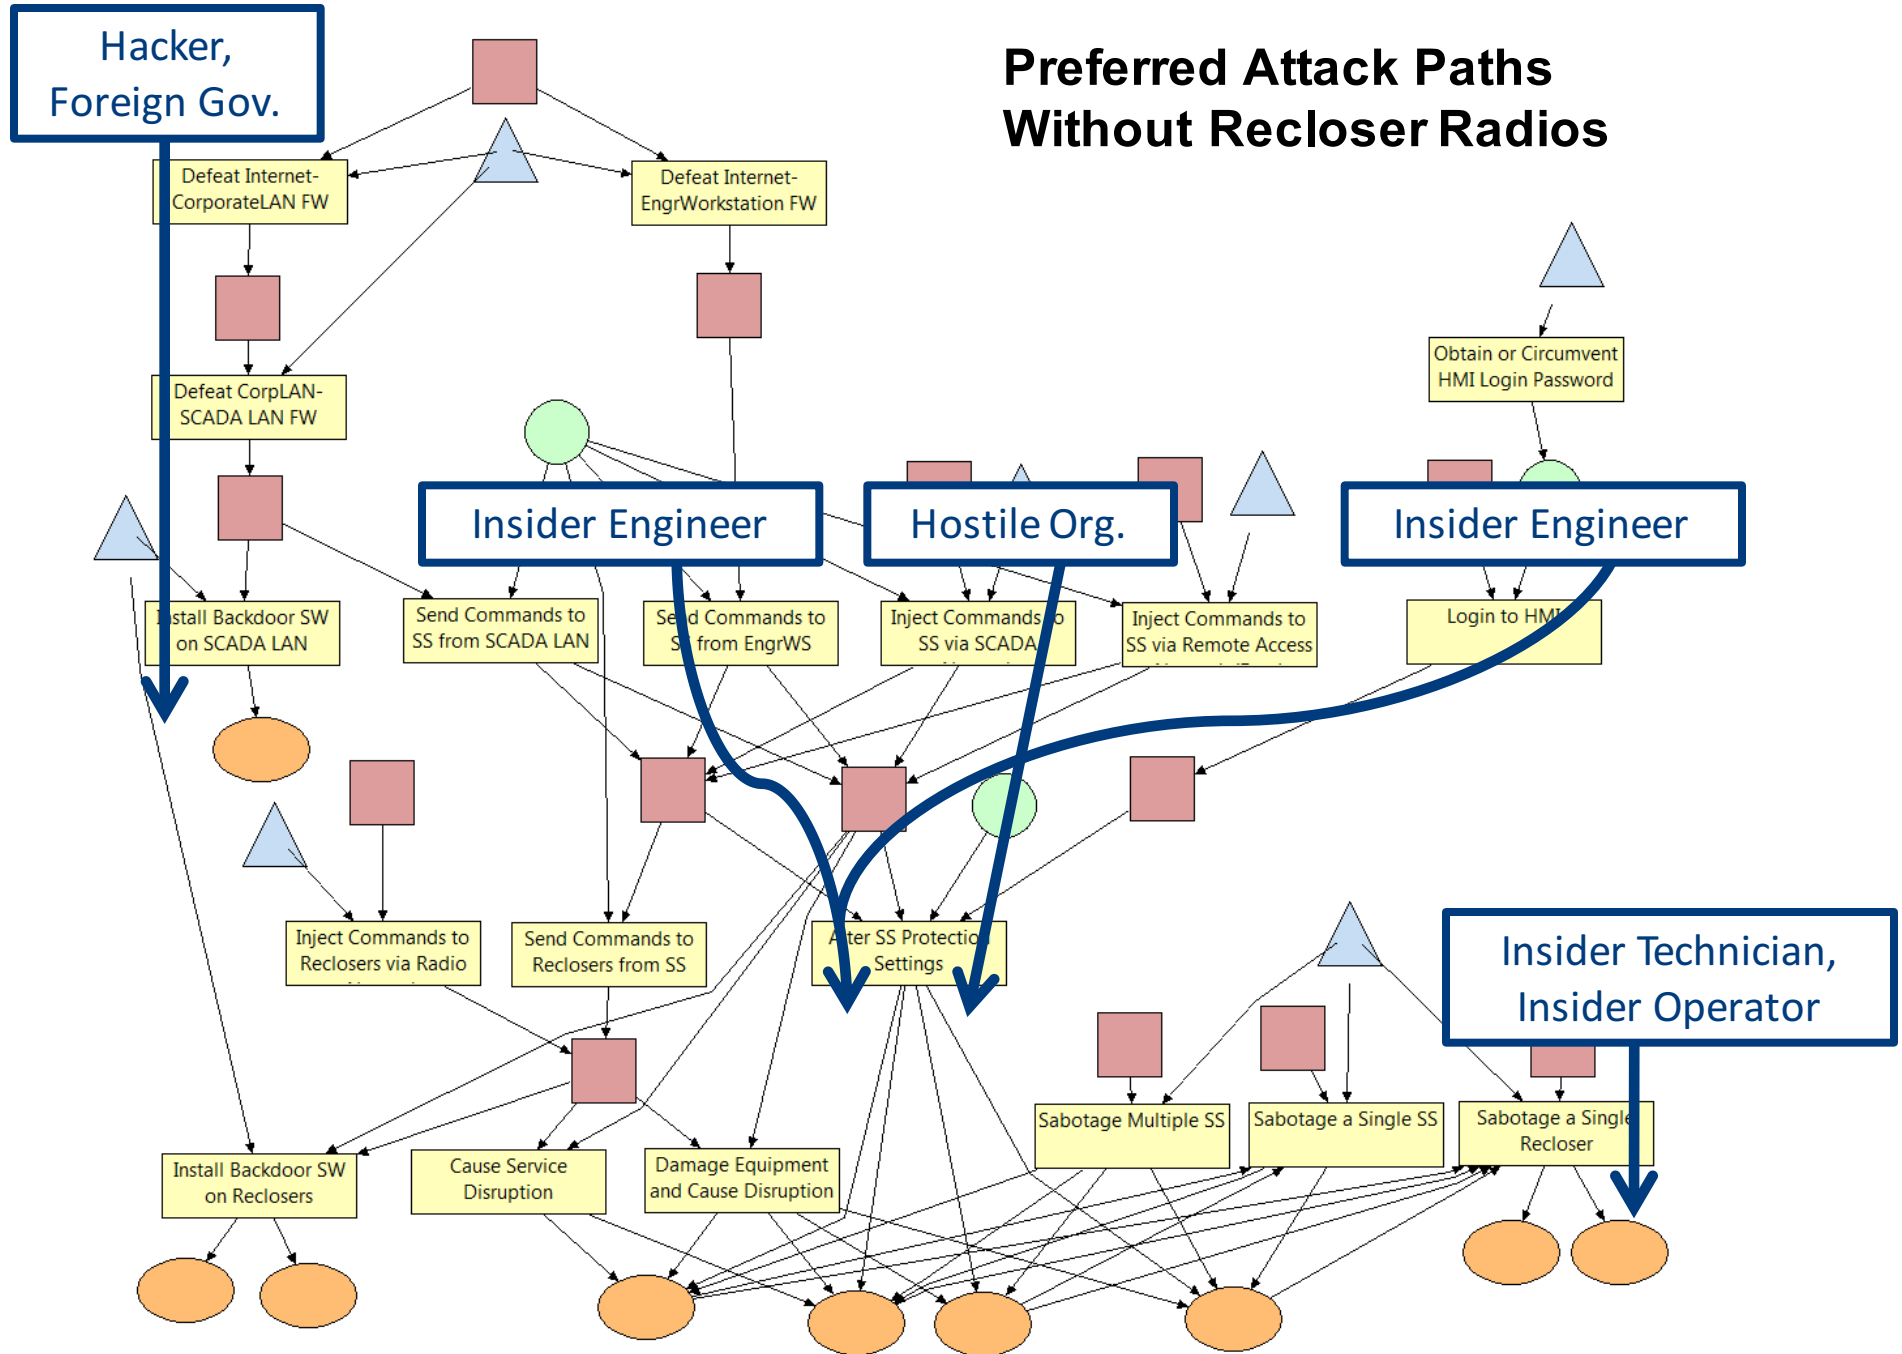 Hacker,
Foreign Gov.
Preferred Attack Paths
Without Recloser Radios
Defeat Internet-
CorporateLAN FW
Defeat Internet-
EngrWorkstation FW
Obtain or Circumvent
HMI Login Password
Defeat CorpLAN-
SCADA LAN FW
Insider Engineer
Hostile Org.
Insider Engineer
Install Backdoor SW
on SCADA LAN
Send Commands to
SS from SCADA LAN
Send Commands to
SS from EngrWS
Inject Commands to
SS via SCADA
Inject Commands to
SS via Remote Access
Login to HMI
Inject Commands to
Reclosers via Radio
Send Commands to
Reclosers from SS
Alter SS Protection
Settings
Insider Technician,
Insider Operator
Sabotage Multiple SS
Sabotage a Single SS
Sabotage a Single
Recloser
Install Backdoor SW
on Reclosers
Cause Service
Disruption
Damage Equipment
and Cause Disruption